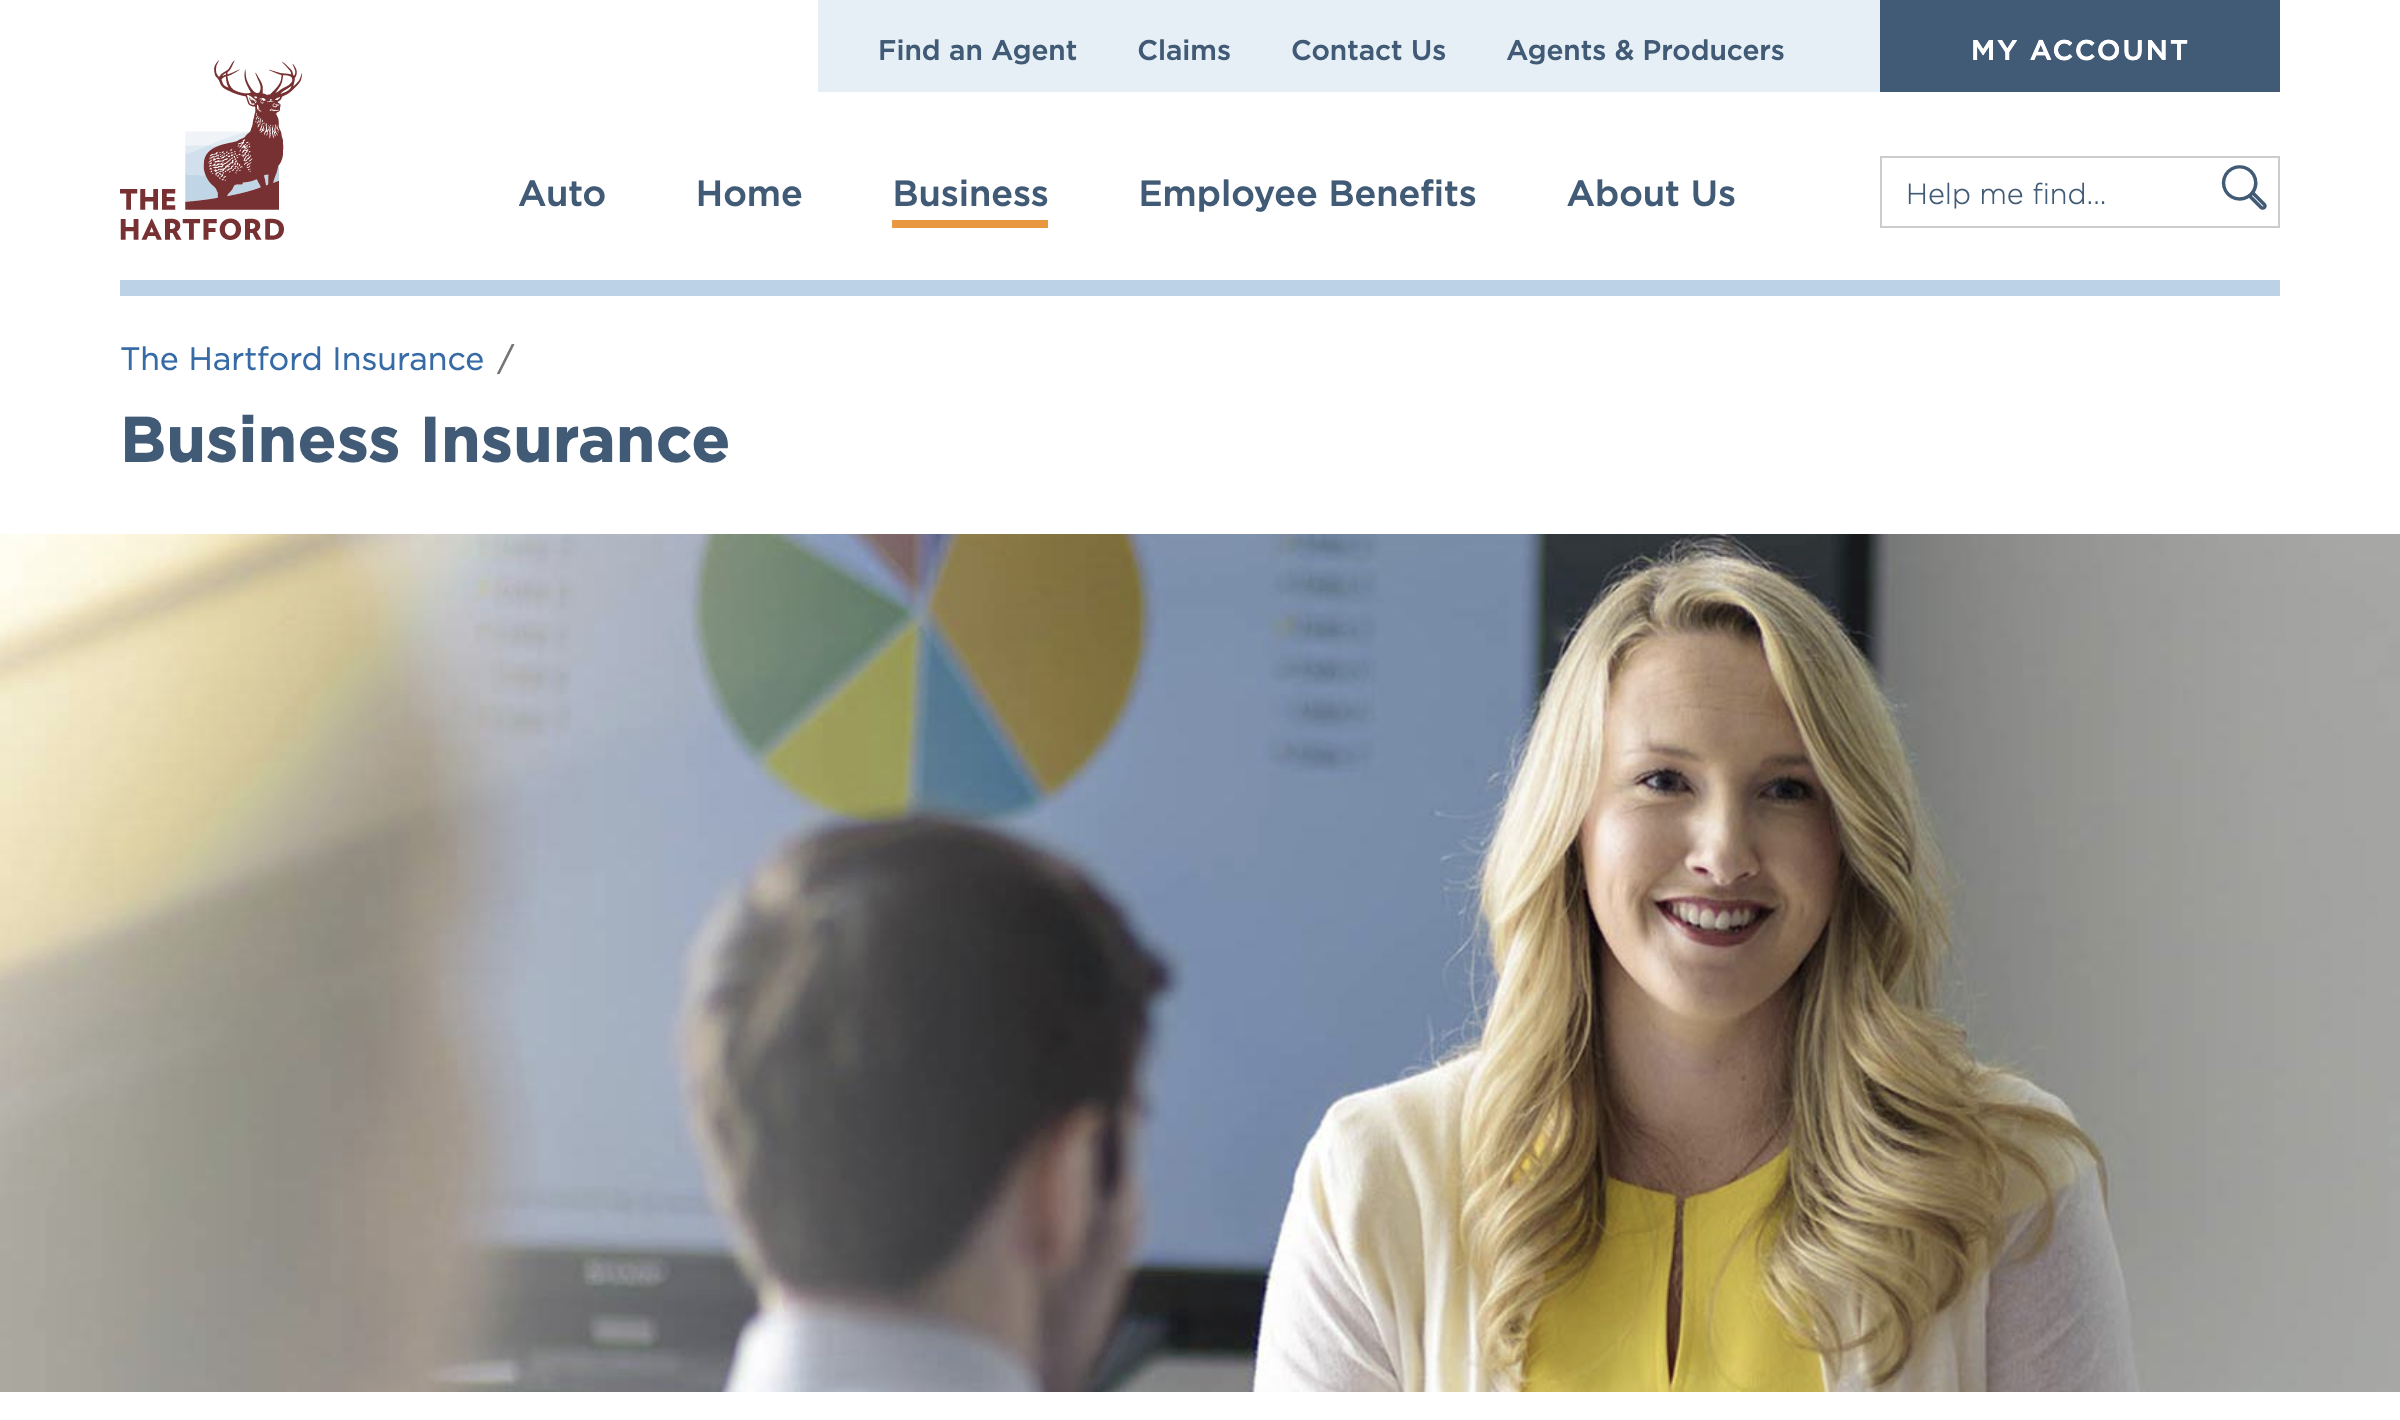 Find an Agent Claims Contact Us Agents & Producers MY ACCOUNT
THE
HARTFORD
Auto Home Business Employee Benefits About Us Help me find...
The Hartford Insurance /
Business Insurance